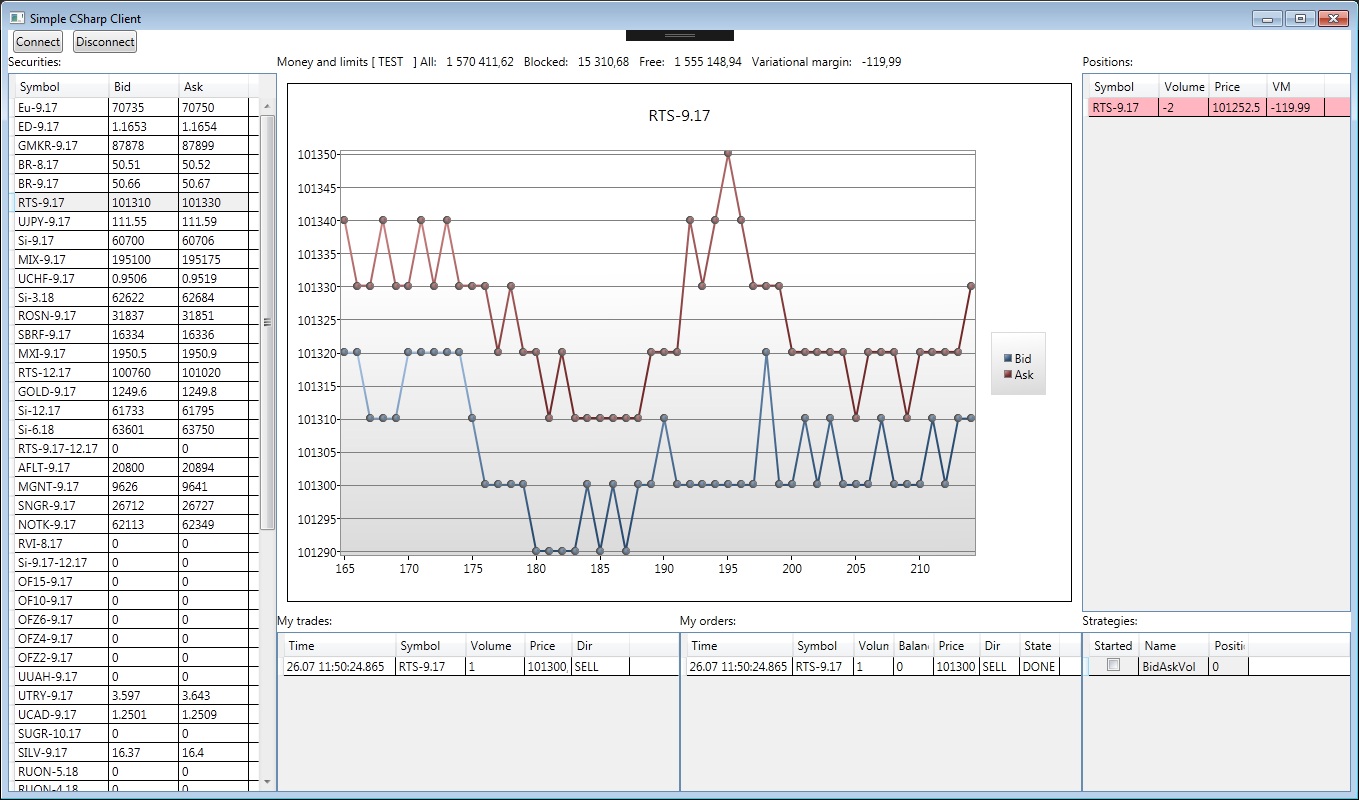 Simple CSharp Client
Connect Disconnect
Securities:
Symbol Bid Ask
Eu-9.17 70735 70750
ED-9.17 1.1653 1.1654
GMKR-9.17 87878 87899
BR-8.17 50.51 50.52
BR-9.17 50.66 50.67
RTS-9.17 101310 101330
UJPY-9.17 111.55 111.59
Si-9.17 60700 60706
MIX-9.17 195100 195175
UCHF-9.17 0.9506 0.9519
Si-3.18 62622 62684
ROSN-9.17 31837 31851
SBRF-9.17 16334 16336
MXI-9.17 1950.5 1950.9
RTS-12.17 100760 101020
GOLD-9.17 1249.6 1249.8
Si-12.17 61733 61795
Si-6.18 63601 63750
RTS-9.17-12.17 0 0
AFLT-9.17 20800 20894
MGNT-9.17 9626 9641
SNGR-9.17 26712 26727
NOTK-9.17 62113 62349
RVI-8.17 0 0
Si-9.17-12.17 0 0
OF15-9.17 0 0
OF10-9.17 0 0
OFZ6-9.17 0 0
OFZ4-9.17 0 0
OFZ2-9.17 0 0
UUAH-9.17 0 0
UTRY-9.17 3.597 3.643
UCAD-9.17 1.2501 1.2509
SUGR-10.17 0 0
SILV-9.17 16.37 16.4
RUON-5.18 0 0
RUON-4.18 0 0
Money and limits [ TEST ] All: 1 570 411,62 Blocked: 15 310,68 Free: 1 555 148,94 Variational margin: -119,99
RTS-9.17
101350
101345
101340
101335
101330
101325
101320
101315
101310
101305
101300
101295
101290
165 170 175 180 185 190 195 200 205 210
Bid
Ask
Positions:
Symbol Volume Price VM
RTS-9.17 -2 101252.5 -119.99
My trades:
Time Symbol Volume Price Dir
26.07 11:50:24.865 RTS-9.17 1 101300, SELL
My orders:
Time Symbol Volun Balan Price Dir State
26.07 11:50:24.865 RTS-9.17 1 0 101300 SELL DONE
Strategies:
Started Name Positi
BidAskVol 0